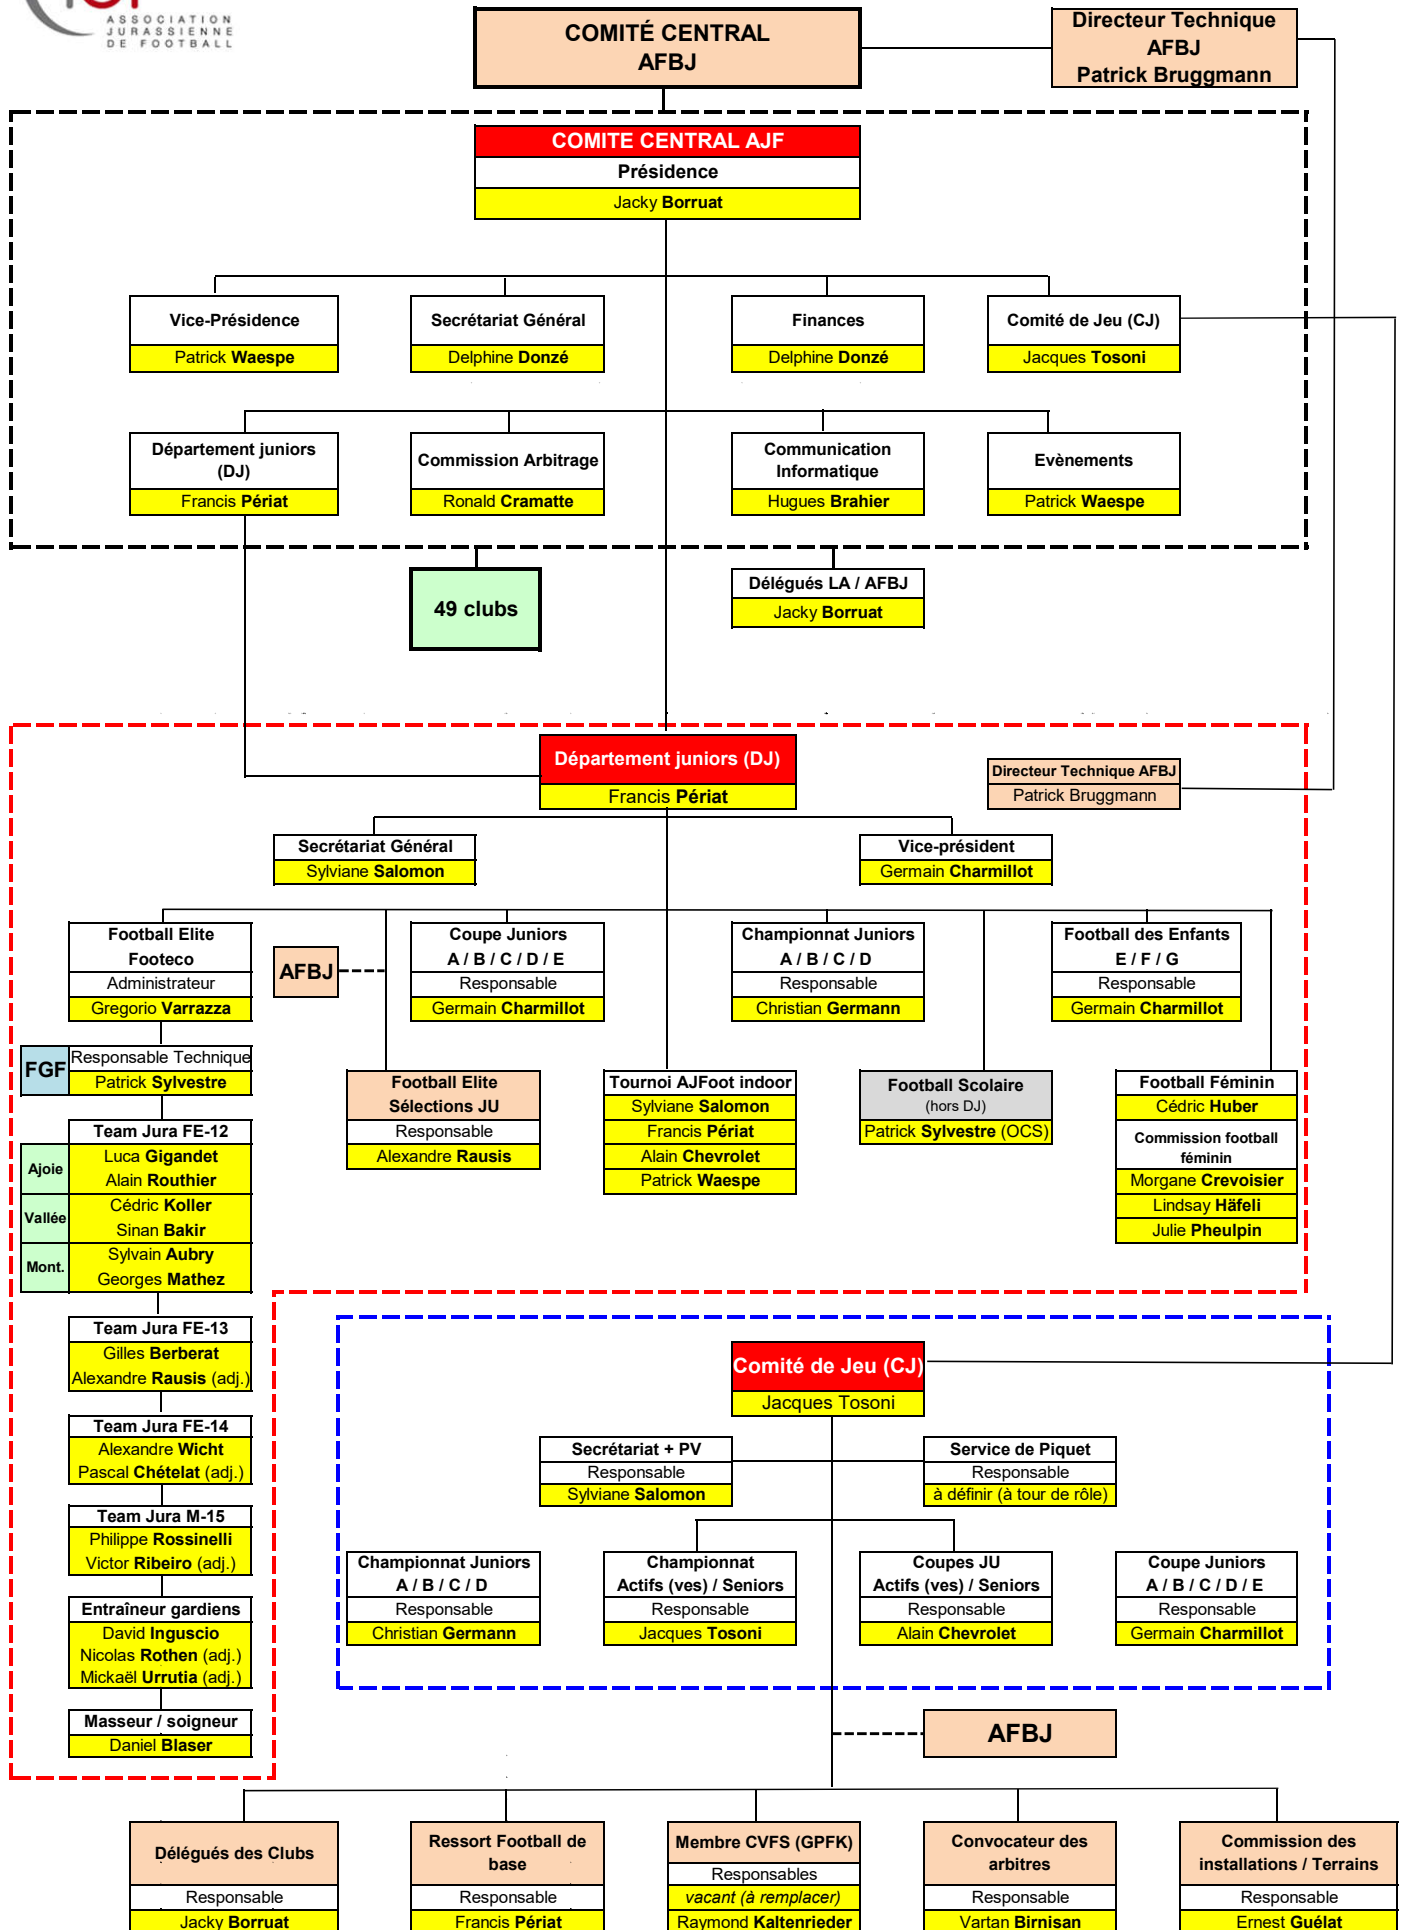 ASSOCIATION
JURASSIENNE
DE FOOTBALL
COMITÉ CENTRAL
AFBJ
Directeur Technique
AFBJ
Patrick Bruggmann
COMITE CENTRAL AJF
Présidence
Jacky Borruat
Vice-Présidence
Patrick Waespe
Secrétariat Général
Delphine Donzé
Finances
Delphine Donzé
Comité de Jeu (CJ)
Jacques Tosoni
Département juniors
(DJ)
Francis Périat
Commission Arbitrage
Ronald Cramatte
Communication
Informatique
Hugues Brahier
Evènements
Patrick Waespe
49 clubs
Délégués LA / AFBJ
Jacky Borruat
Département juniors (DJ)
Francis Périat
Directeur Technique AFBJ
Patrick Bruggmann
Secrétariat Général
Sylviane Salomon
Vice-président
Germain Charmillot
Football Elite
Footeco
Administrateur
Gregorio Varrazza
AFBJ
Coupe Juniors
A / B / C / D / E
Responsable
Germain Charmillot
Championnat Juniors
A / B / C / D
Responsable
Christian Germann
Football des Enfants
E / F / G
Responsable
Germain Charmillot
FGF
Responsable Technique
Patrick Sylvestre
Football Elite
Sélections JU
Responsable
Alexandre Rausis
Tournoi AJFoot indoor
Sylviane Salomon
Francis Périat
Alain Chevrolet
Patrick Waespe
Football Scolaire
(hors DJ)
Patrick Sylvestre (OCS)
Football Féminin
Cédric Huber
Commission football
féminin
Morgane Crevoisier
Lindsay Häfeli
Julie Pheulpin
Team Jura FE-12
Ajoie
Luca Gigandet
Alain Routhier
Vallée
Cédric Koller
Sinan Bakir
Mont.
Sylvain Aubry
Georges Mathez
Team Jura FE-13
Gilles Berberat
Alexandre Rausis (adj.)
Team Jura FE-14
Alexandre Wicht
Pascal Chételat (adj.)
Team Jura M-15
Philippe Rossinelli
Victor Ribeiro (adj.)
Entraîneur gardiens
David Inguscio
Nicolas Rothen (adj.)
Mickaël Urrutia (adj.)
Masseur / soigneur
Daniel Blaser
Comité de Jeu (CJ)
Jacques Tosoni
Secrétariat + PV
Responsable
Sylviane Salomon
Service de Piquet
Responsable
à définir (à tour de rôle)
Championnat Juniors
A / B / C / D
Responsable
Christian Germann
Championnat
Actifs (ves) / Seniors
Responsable
Jacques Tosoni
Coupes JU
Actifs (ves) / Seniors
Responsable
Alain Chevrolet
Coupe Juniors
A / B / C / D / E
Responsable
Germain Charmillot
AFBJ
Délégués des Clubs
Responsable
Jacky Borruat
Ressort Football de
base
Responsable
Francis Périat
Membre CVFS (GPFK)
Responsables
vacant (à remplacer)
Raymond Kaltenrieder
Convocateur des
arbitres
Responsable
Vartan Birnisan
Commission des
installations / Terrains
Responsable
Ernest Guélat